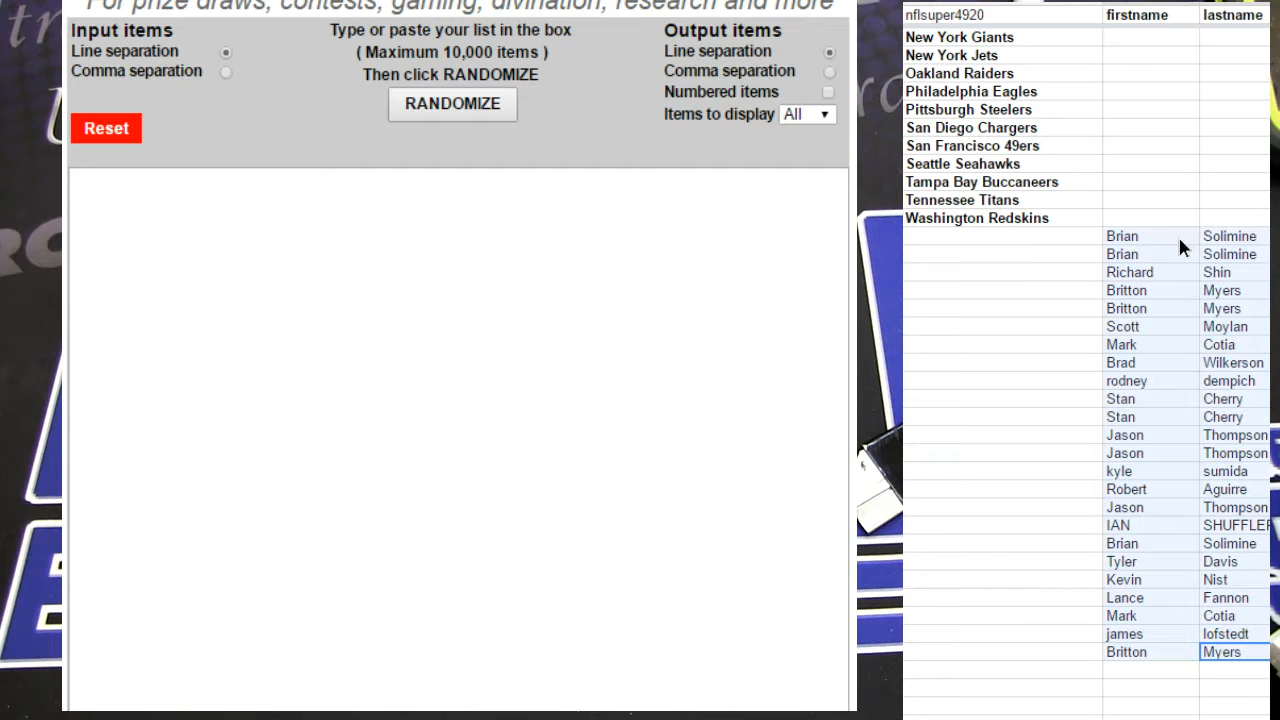 For prize draws, contests, gaming, divination, research and more
Input items
Line separation
Comma separation
Reset
Type or paste your list in the box
( Maximum 10,000 items )
Then click RANDOMIZE
RANDOMIZE
Output items
Line separation
Comma separation
Numbered items
Items to display All
nflsuper4920 firstname lastname
New York Giants
New York Jets
Oakland Raiders
Philadelphia Eagles
Pittsburgh Steelers
San Diego Chargers
San Francisco 49ers
Seattle Seahawks
Tampa Bay Buccaneers
Tennessee Titans
Washington Redskins
Brian Solimine
Brian Solimine
Richard Shin
Britton Myers
Britton Myers
Scott Moylan
Mark Cotia
Brad Wilkerson
rodney dempich
Stan Cherry
Stan Cherry
Jason Thompson
Jason Thompson
kyle sumida
Robert Aguirre
Jason Thompson
IAN SHUFFLER
Brian Solimine
Tyler Davis
Kevin Nist
Lance Fannon
Mark Cotia
james lofstedt
Britton Myers